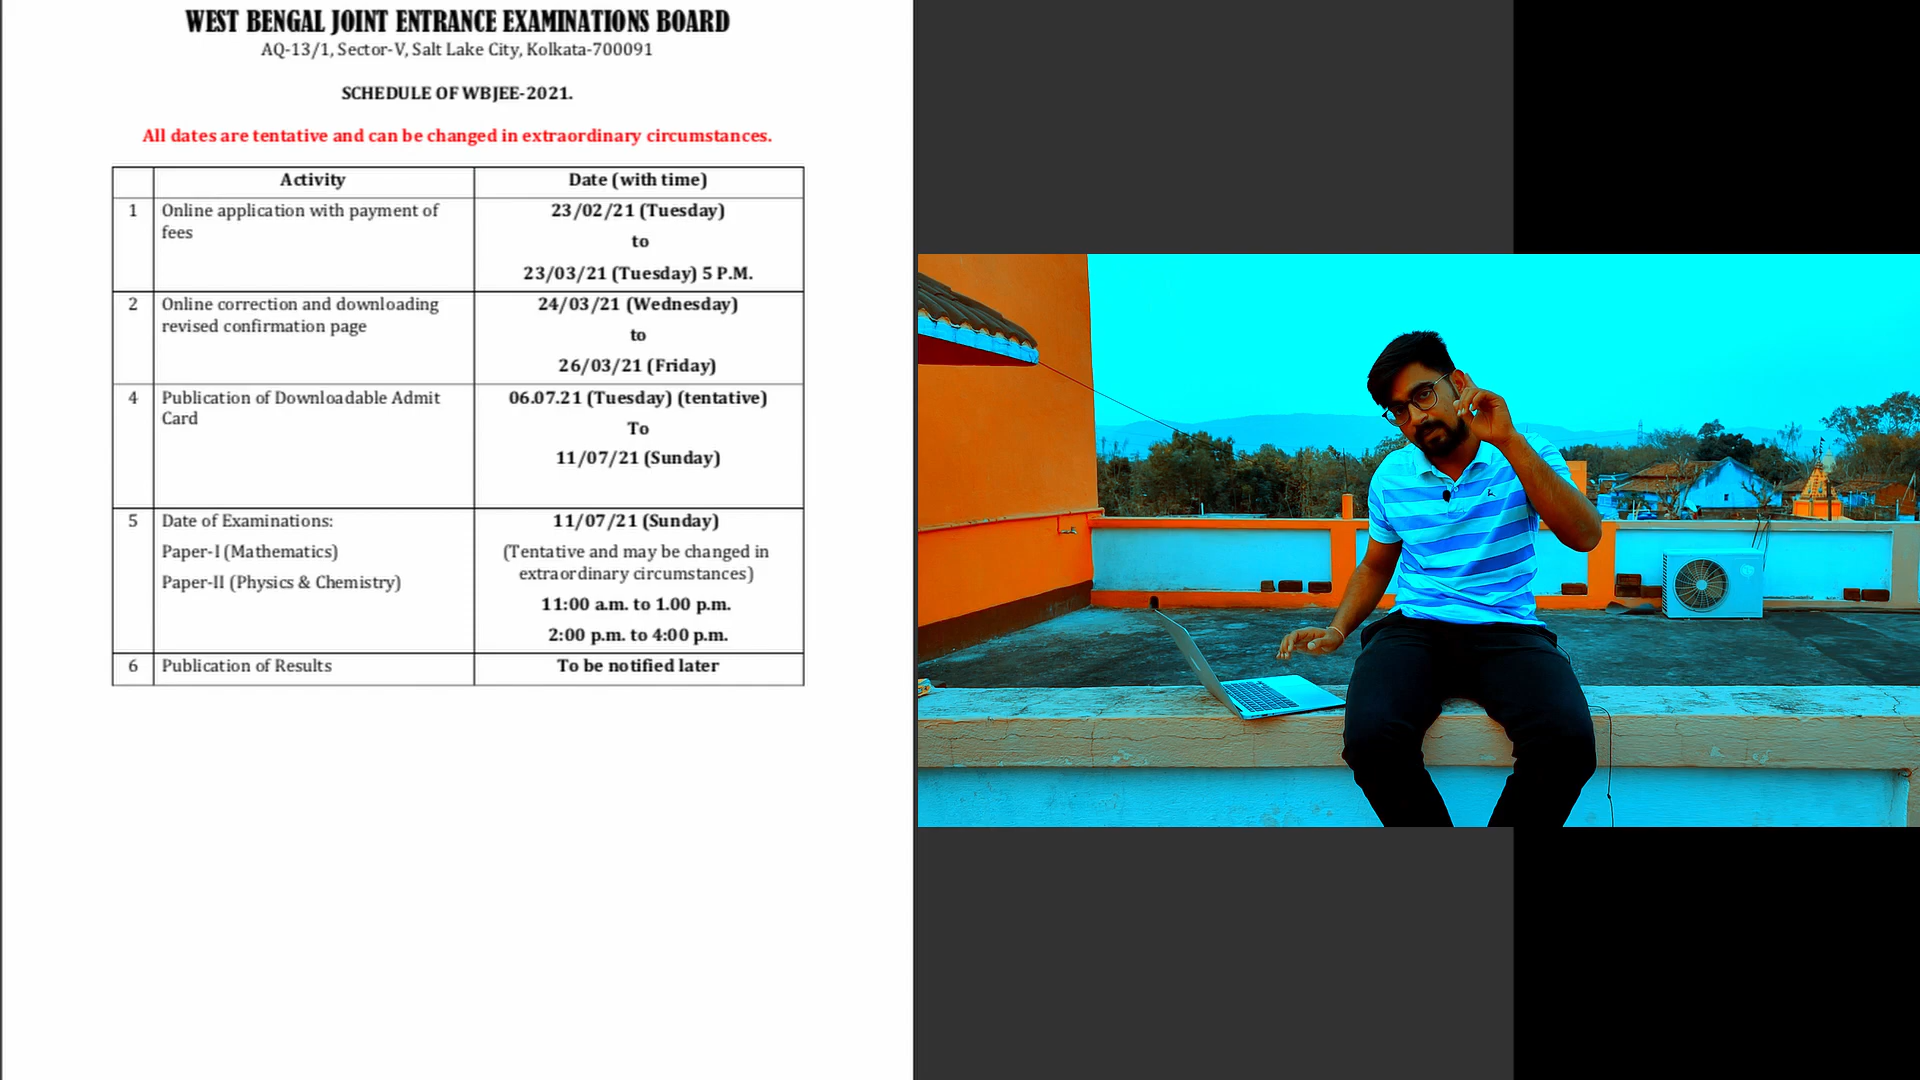 WEST BENGAL JOINT ENTRANCE EXAMINATIONS BOARD
AQ-13/1, Sector-V, Salt Lake City, Kolkata-700091
SCHEDULE OF WBJEE-2021.
All dates are tentative and can be changed in extraordinary circumstances.
Activity Date (with time)
1 Online application with payment of fees
23/02/21 (Tuesday)
to
23/03/21 (Tuesday) 5 P.M.
2 Online correction and downloading revised confirmation page
24/03/21 (Wednesday)
to
26/03/21 (Friday)
4 Publication of Downloadable Admit Card
06.07.21 (Tuesday) (tentative)
To
11/07/21 (Sunday)
5 Date of Examinations:
Paper-I (Mathematics)
Paper-II (Physics & Chemistry)
11/07/21 (Sunday)
(Tentative and may be changed in
extraordinary circumstances)
11:00 a.m. to 1.00 p.m.
2:00 p.m. to 4:00 p.m.
6 Publication of Results To be notified later